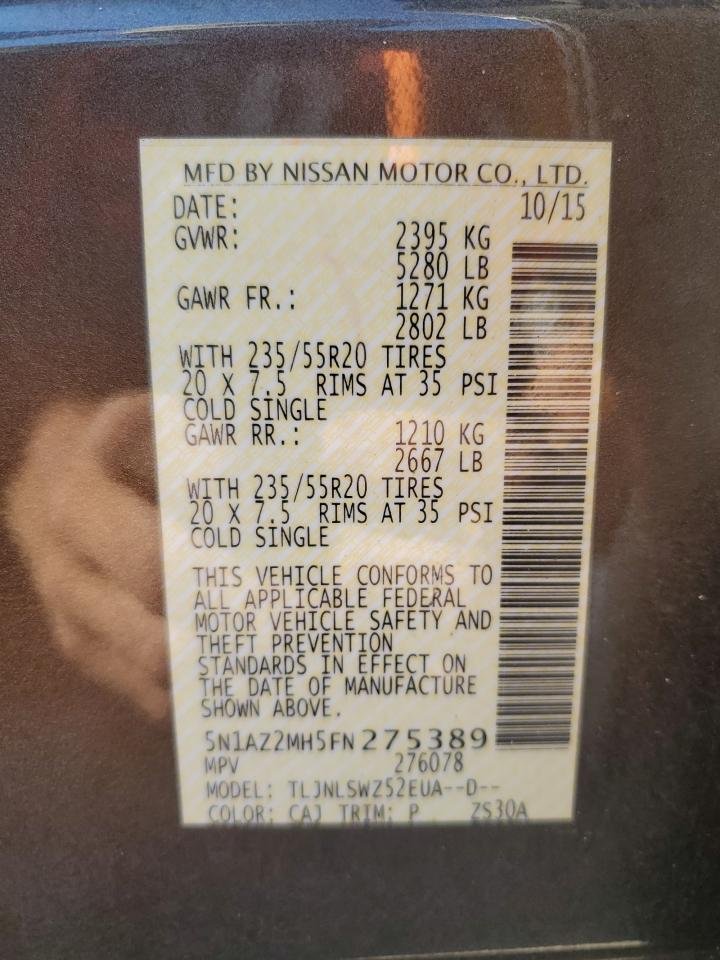 MFD BY NISSAN MOTOR CO., LTD.
DATE: 10/15
GVWR: 2395 KG
5280 LB
GAWR FR.: 1271 KG
2802 LB
WITH 235/55R20 TIRES
20 X 7.5 RIMS AT 35 PSI
COLD SINGLE
GAWR RR.: 1210 KG
2667 LB
WITH 235/55R20 TIRES
20 X 7.5 RIMS AT 35 PSI
COLD SINGLE
THIS VEHICLE CONFORMS TO
ALL APPLICABLE FEDERAL
MOTOR VEHICLE SAFETY AND
THEFT PREVENTION
STANDARDS IN EFFECT ON
THE DATE OF MANUFACTURE
SHOWN ABOVE.
5N1AZ2MH5FN275389
MPV 276078
MODEL: TLJNLSWZ52EUA--D--
COLOR: CAJ TRIM: P ZS30A